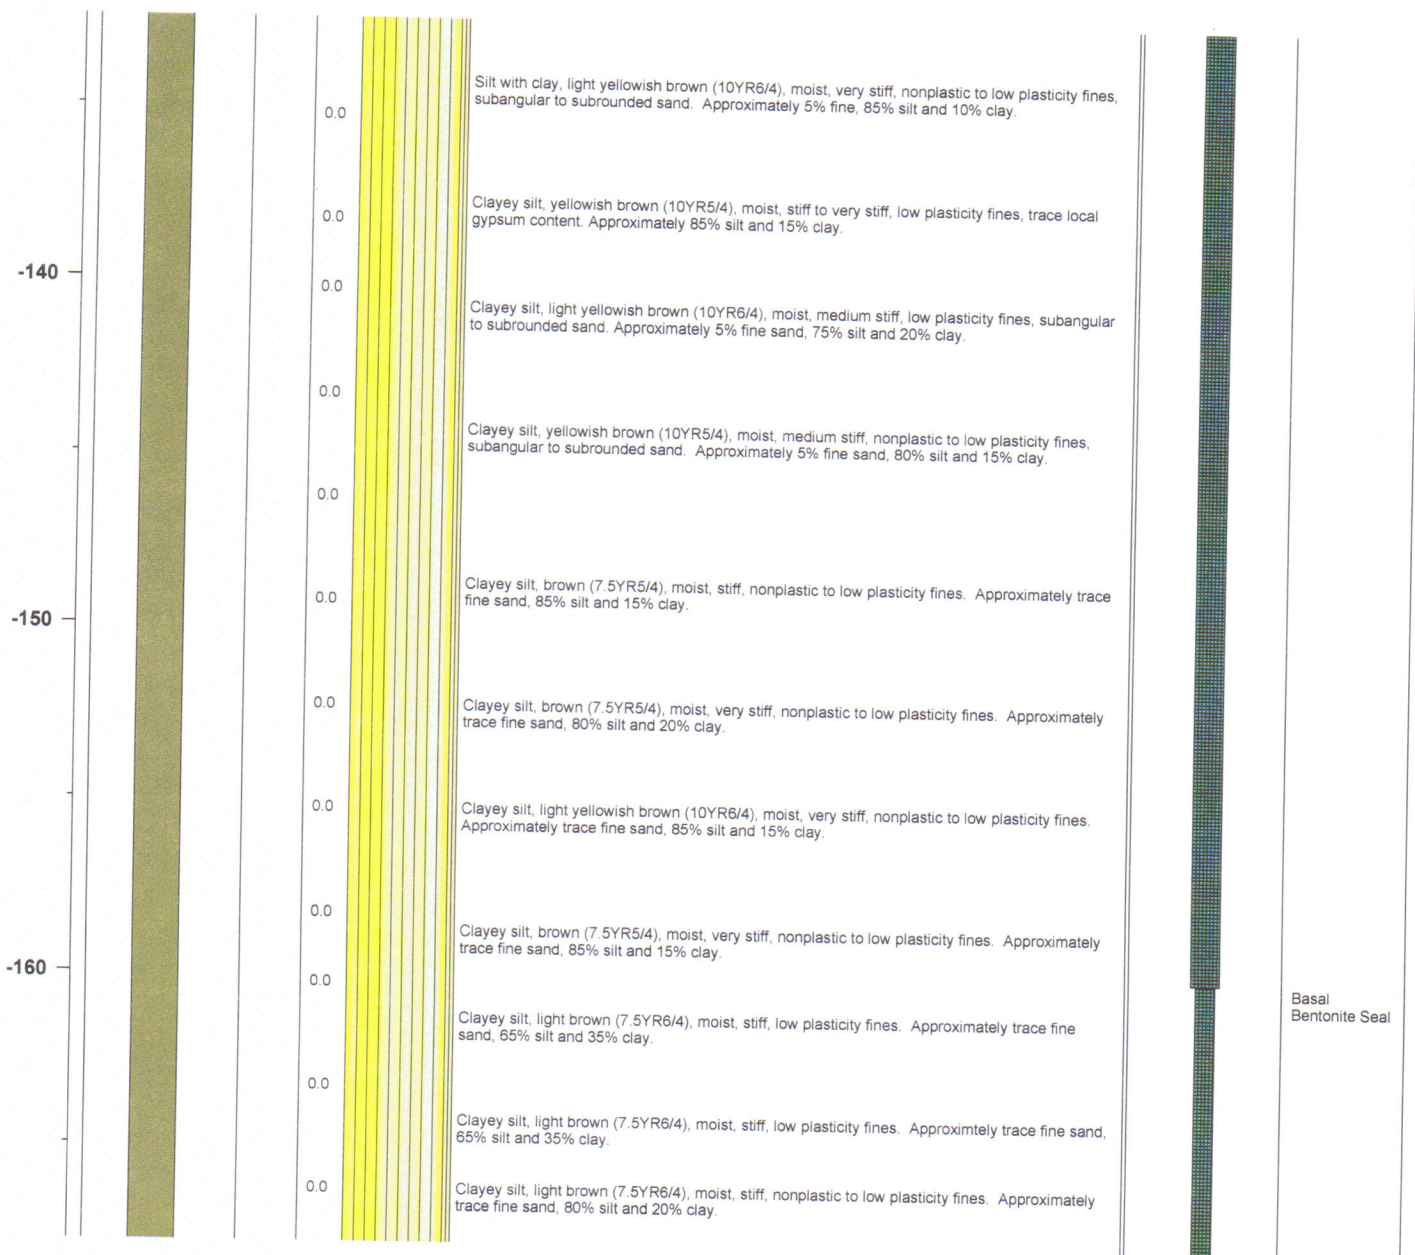 Silt with clay, light yellowish brown (10YR6/4), moist, very stiff, nonplastic to low plasticity fines,
subangular to subrounded sand. Approximately 5% fine, 85% silt and 10% clay.
0.0
Clayey silt, yellowish brown (10YR5/4), moist, stiff to very stiff, low plasticity fines, trace local
gypsum content. Approximately 85% silt and 15% clay.
0.0
-140
0.0
Clayey silt, light yellowish brown (10YR6/4), moist, medium stiff, low plasticity fines, subangular
to subrounded sand. Approximately 5% fine sand, 75% silt and 20% clay.
0.0
Clayey silt, yellowish brown (10YR5/4), moist, medium stiff, nonplastic to low plasticity fines,
subangular to subrounded sand. Approximately 5% fine sand, 80% silt and 15% clay.
0.0
Clayey silt, brown (7.5YR5/4), moist, stiff, nonplastic to low plasticity fines. Approximately trace
fine sand, 85% silt and 15% clay.
0.0
-150
0.0
Clayey silt, brown (7.5YR5/4), moist, very stiff, nonplastic to low plasticity fines. Approximately
trace fine sand, 80% silt and 20% clay.
0.0
Clayey silt, light yellowish brown (10YR6/4), moist, very stiff, nonplastic to low plasticity fines.
Approximately trace fine sand, 85% silt and 15% clay.
0.0
Clayey silt, brown (7.5YR5/4), moist, very stiff, nonplastic to low plasticity fines. Approximately
trace fine sand, 85% silt and 15% clay.
-160
0.0
Basal
Bentonite Seal
Clayey silt, light brown (7.5YR6/4), moist, stiff, low plasticity fines. Approximately trace fine
sand, 65% silt and 35% clay.
0.0
Clayey silt, light brown (7.5YR6/4), moist, stiff, low plasticity fines. Approximtely trace fine sand,
65% silt and 35% clay.
0.0
Clayey silt, light brown (7.5YR6/4), moist, stiff, nonplastic to low plasticity fines. Approximately
trace fine sand, 80% silt and 20% clay.